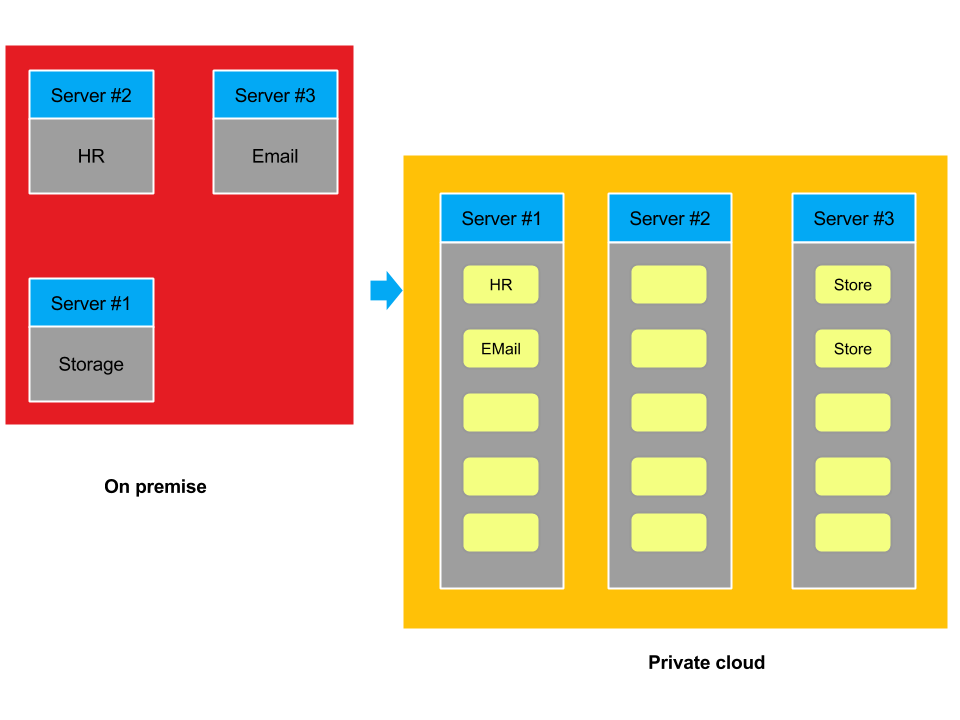 Server #2
HR
Server #3
Email
Server #1
Storage
On premise
Server #1
HR
EMail
Server #2
Server #3
Store
Store
Private cloud